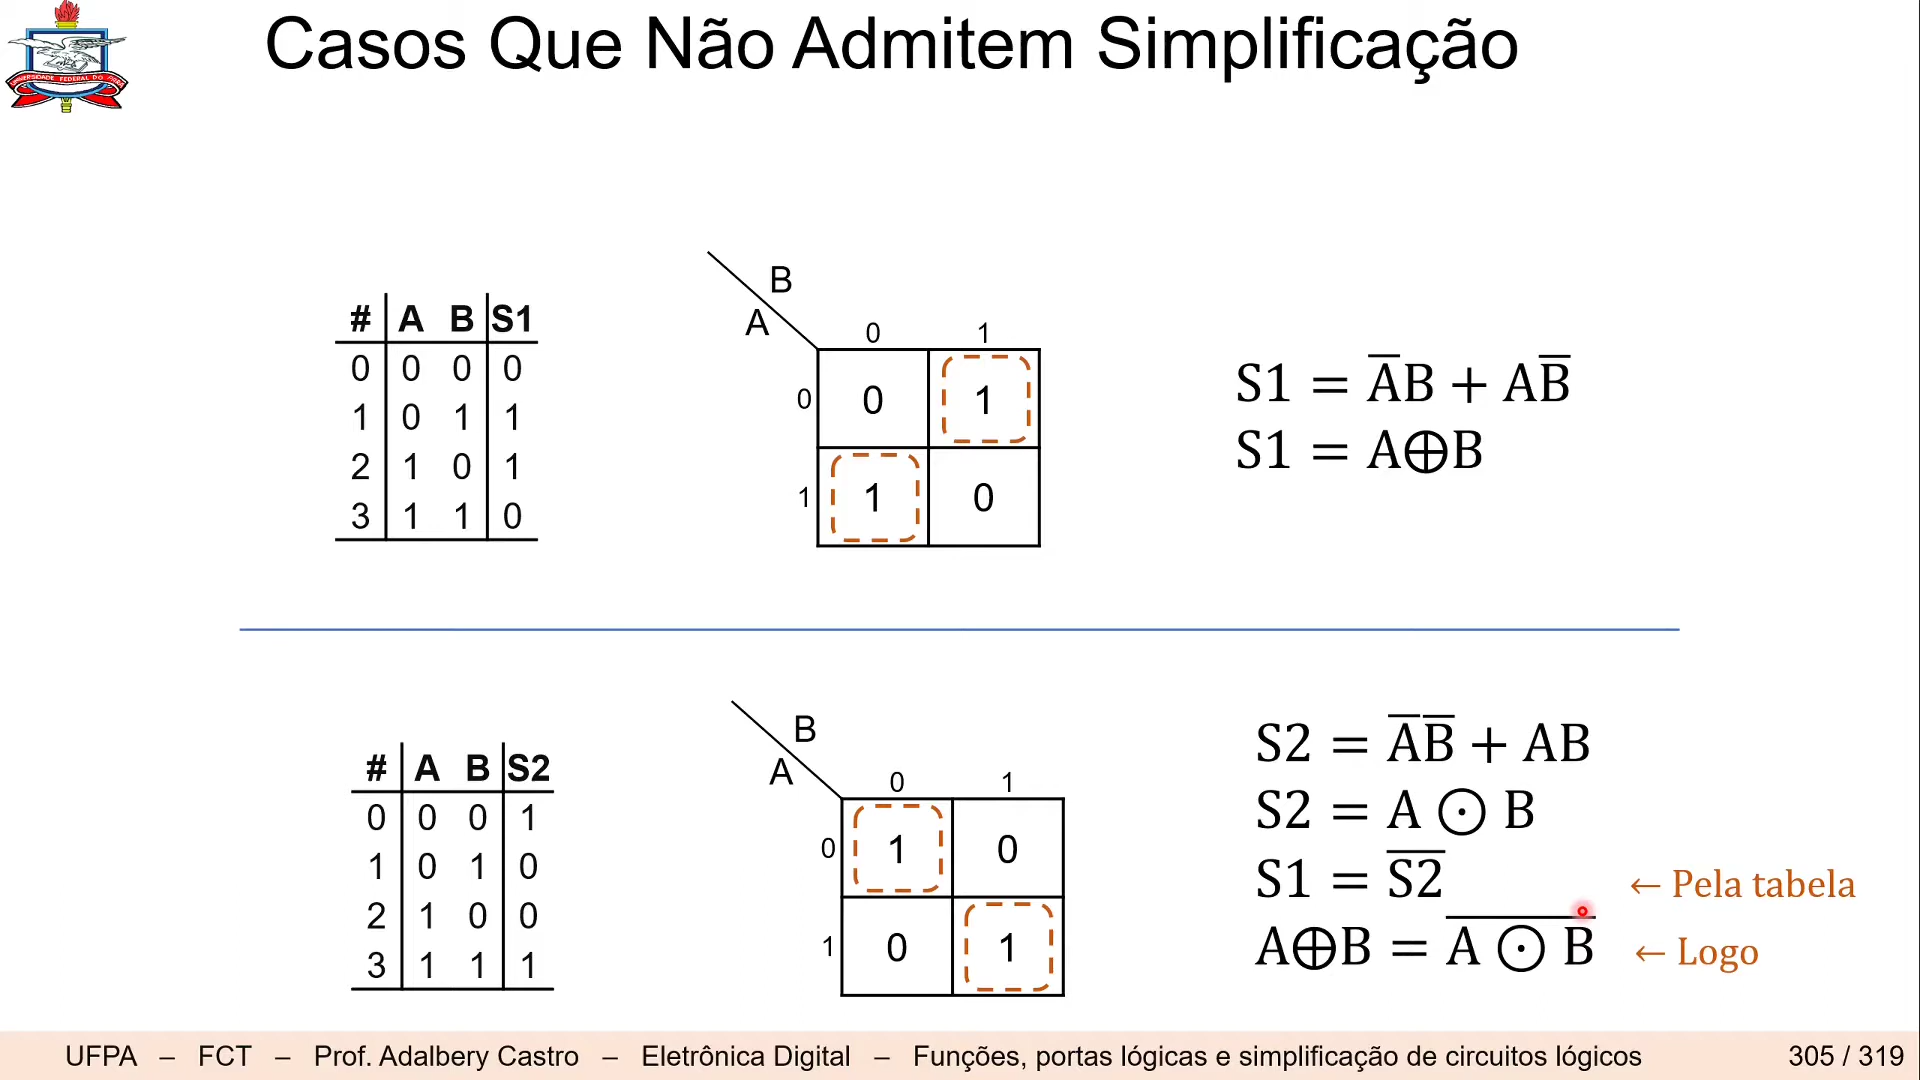 Casos Que Não Admitem Simplificação
# A B S1
0 0 0 0
1 0 1 1
2 1 0 1
3 1 1 0
B
A
0 1
0 0 1
1 1 0
S1 = A̅B + AB̅
S1 = A⊕B
# A B S2
0 0 0 1
1 0 1 0
2 1 0 0
3 1 1 1
B
A
0 1
0 1 0
1 0 1
S2 = A̅B̅ + AB
S2 = A ⊙ B
S1 = S̅2̅ ← Pela tabela
A⊕B = A̅ ̅⊙̅ ̅B̅ ← Logo
UFPA – FCT – Prof. Adalbery Castro – Eletrônica Digital – Funções, portas lógicas e simplificação de circuitos lógicos 305 / 319